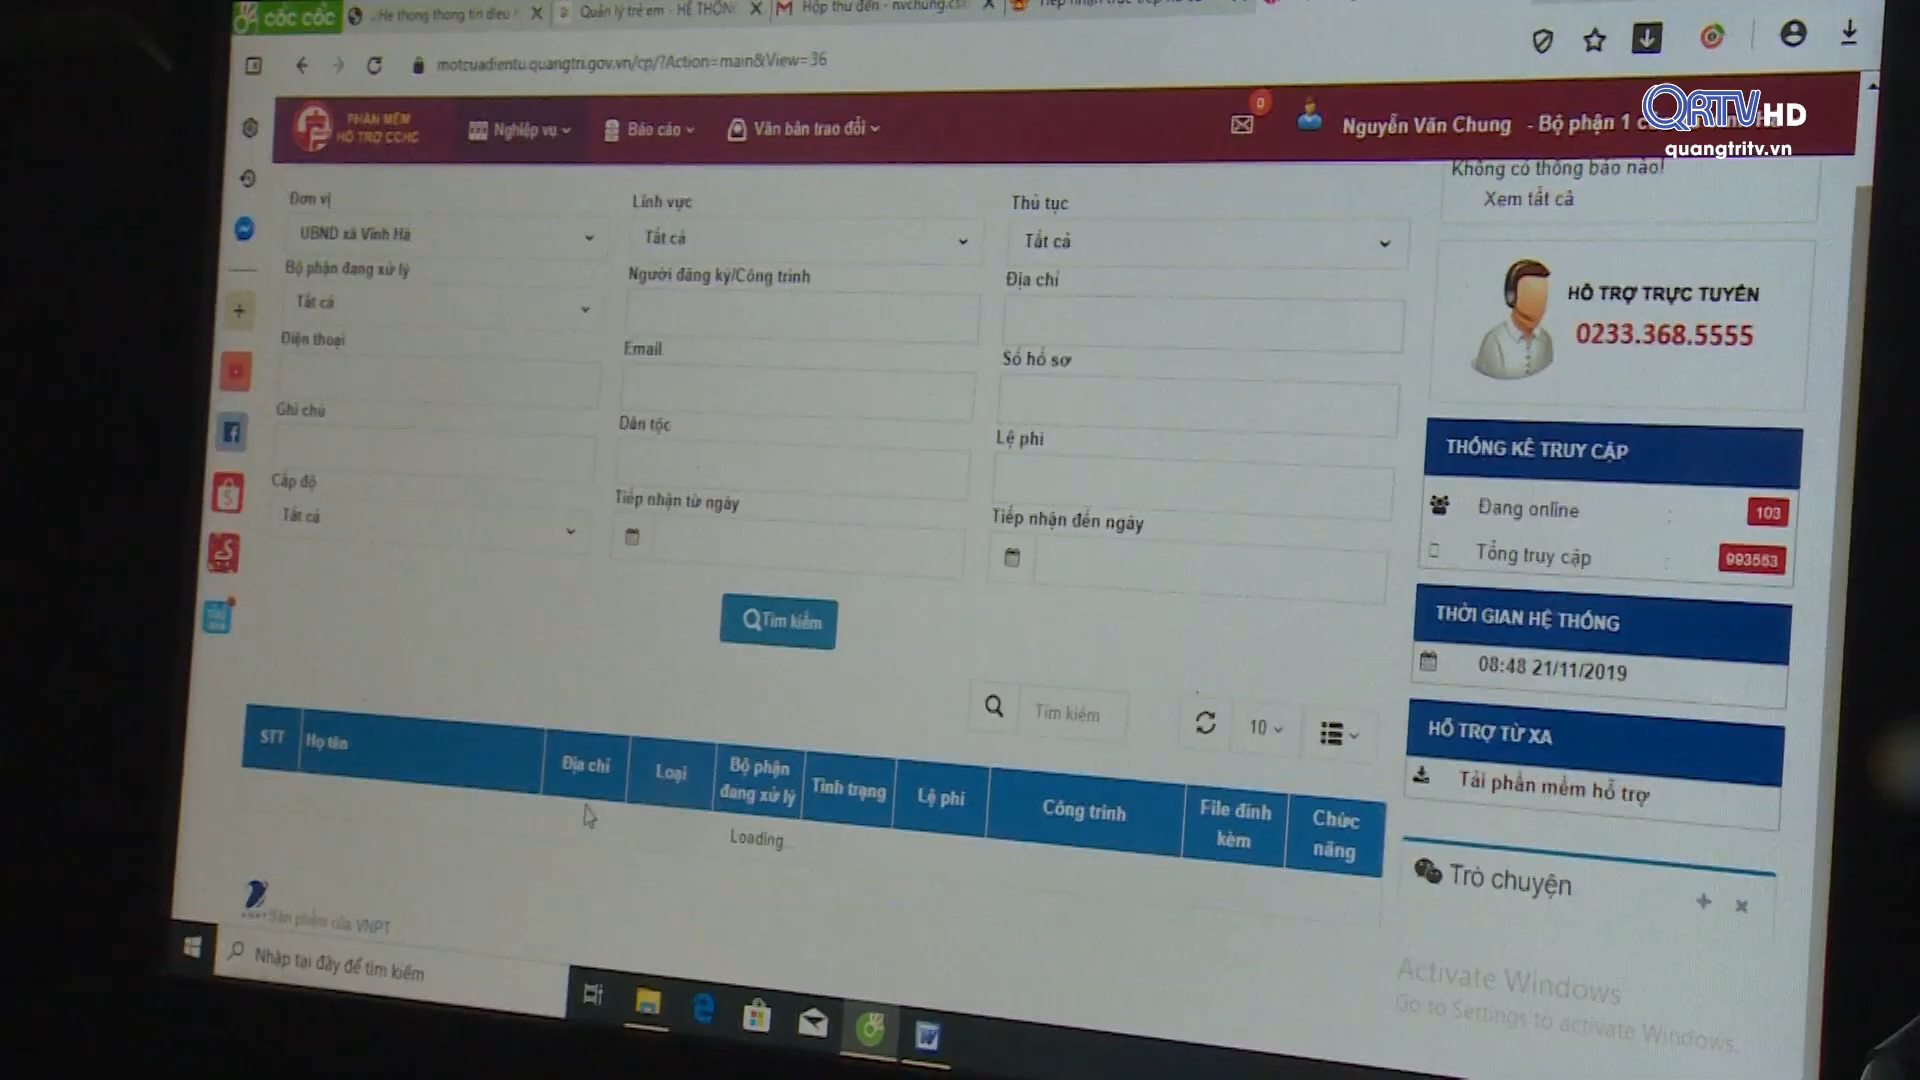 cốc cốc
He thong thong tin dieu
Quản lý trẻ em - HỆ THỐN
Hộp thư đến - nvchung.c
motcuadientu.quangtri.gov.vn/cp/?Action=main&View=36
QRTV HD
quangtritv.vn
PHẦN MỀM
HỖ TRỢ CCHC
Nghiệp vụ
Báo cáo
Văn bản trao đổi
0
Nguyễn Văn Chung - Bộ phận 1
Không có thông báo nào!
Xem tất cả
Đơn vị
Lĩnh vực
Thủ tục
UBND xã Vĩnh Hà
Tất cả
Tất cả
Bộ phận đang xử lý
Người đăng ký/Công trình
Địa chỉ
Tất cả
Điện thoại
Email
Số hồ sơ
Ghi chú
Dân tộc
Lệ phí
Cấp độ
Tiếp nhận từ ngày
Tiếp nhận đến ngày
Tất cả
Tìm kiếm
HỖ TRỢ TRỰC TUYẾN
0233.368.5555
THỐNG KÊ TRUY CẬP
Đang online : 103
Tổng truy cập : 993553
THỜI GIAN HỆ THỐNG
08:48 21/11/2019
HỖ TRỢ TỪ XA
Tải phần mềm hỗ trợ
Tìm kiếm
10
STT
Họ tên
Địa chỉ
Loại
Bộ phận
đang xử lý
Tình trạng
Lệ phí
Công trình
File đính
kèm
Chức
năng
Loading...
Trò chuyện
Sản phẩm của VNPT
Nhập tại đây để tìm kiếm
Activate Windows
Go to Settings to activate Windows.